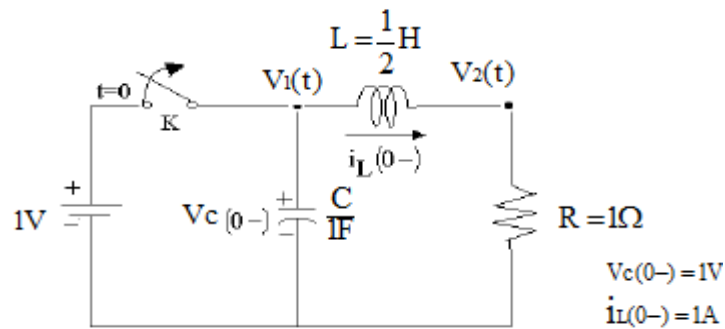 L = 1/2 H
V1(t)
V2(t)
t=0
K
iL(0−)
+
1V
−
Vc(0−)
+
−
C
1F
R = 1Ω
Vc(0−) = 1V
iL(0−) = 1A